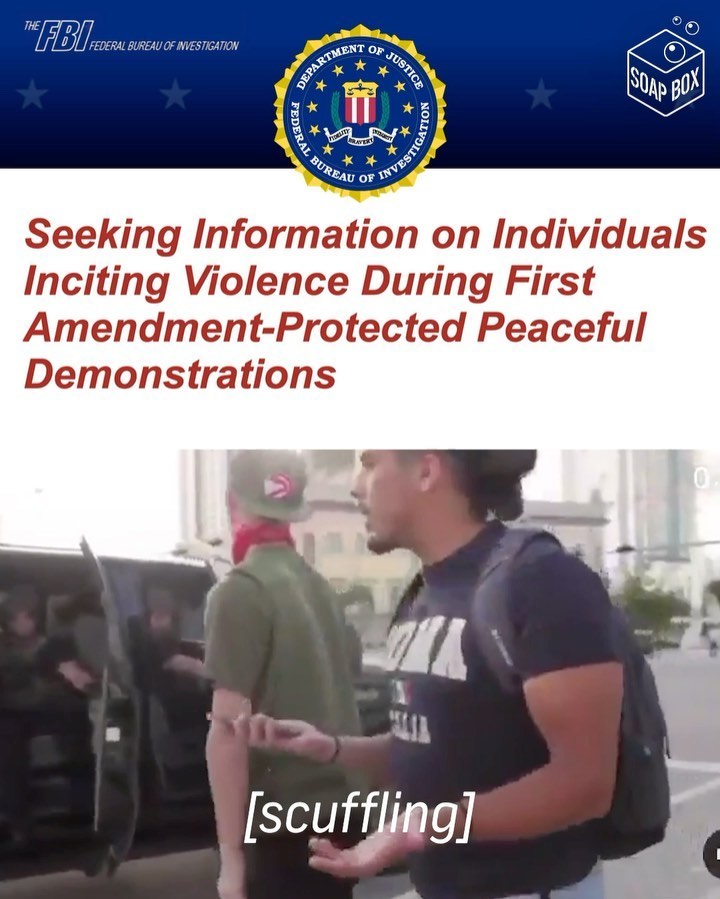 THE FBI FEDERAL BUREAU OF INVESTIGATION
DEPARTMENT OF JUSTICE
FIDELITY BRAVERY INTEGRITY
FEDERAL BUREAU OF INVESTIGATION
SOAP BOX
Seeking Information on Individuals
Inciting Violence During First
Amendment-Protected Peaceful
Demonstrations
[scuffling]